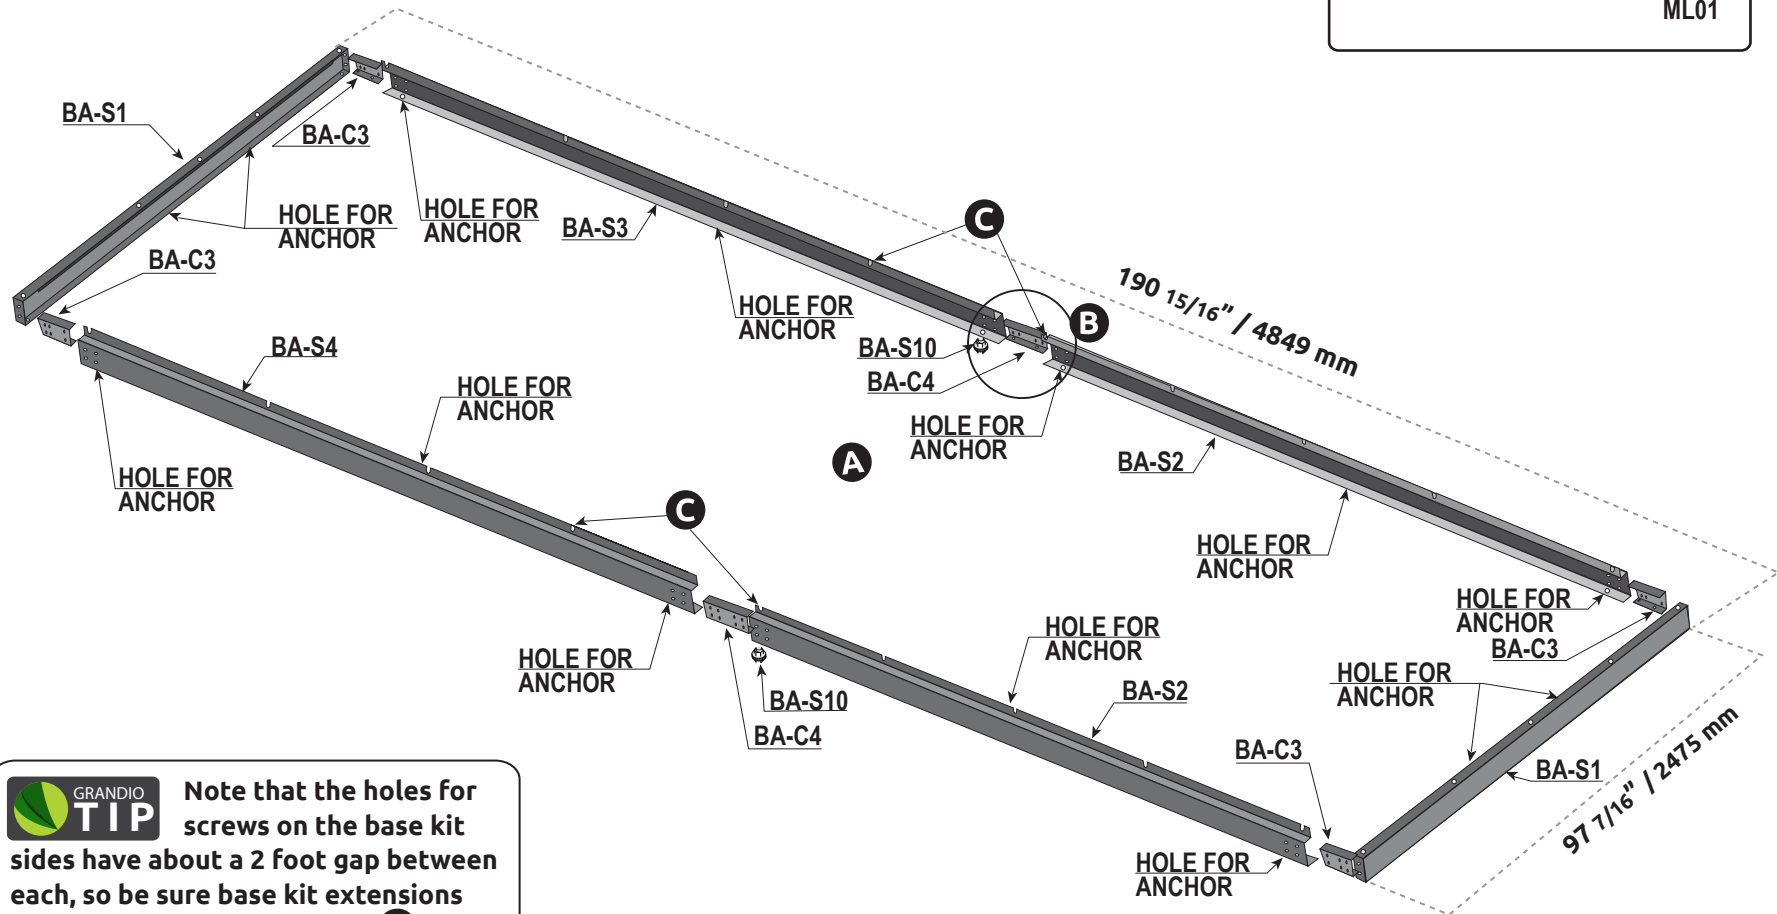 ML01
BA-S1
BA-C3
HOLE FOR
ANCHOR
HOLE FOR
ANCHOR
BA-S3
C
190 15/16" / 4849 mm
BA-C3
HOLE FOR
ANCHOR
B
BA-S10
BA-C4
BA-S4
HOLE FOR
ANCHOR
HOLE FOR
ANCHOR
A
BA-S2
HOLE FOR
ANCHOR
C
HOLE FOR
ANCHOR
HOLE FOR
ANCHOR
BA-C3
HOLE FOR
ANCHOR
HOLE FOR
ANCHOR
HOLE FOR
ANCHOR
BA-S2
BA-S10
BA-C4
BA-C3
BA-S1
97 7/16" / 2475 mm
HOLE FOR
ANCHOR
GRANDIO
TIP
Note that the holes for
screws on the base kit
sides have about a 2 foot gap between
each, so be sure base kit extensions